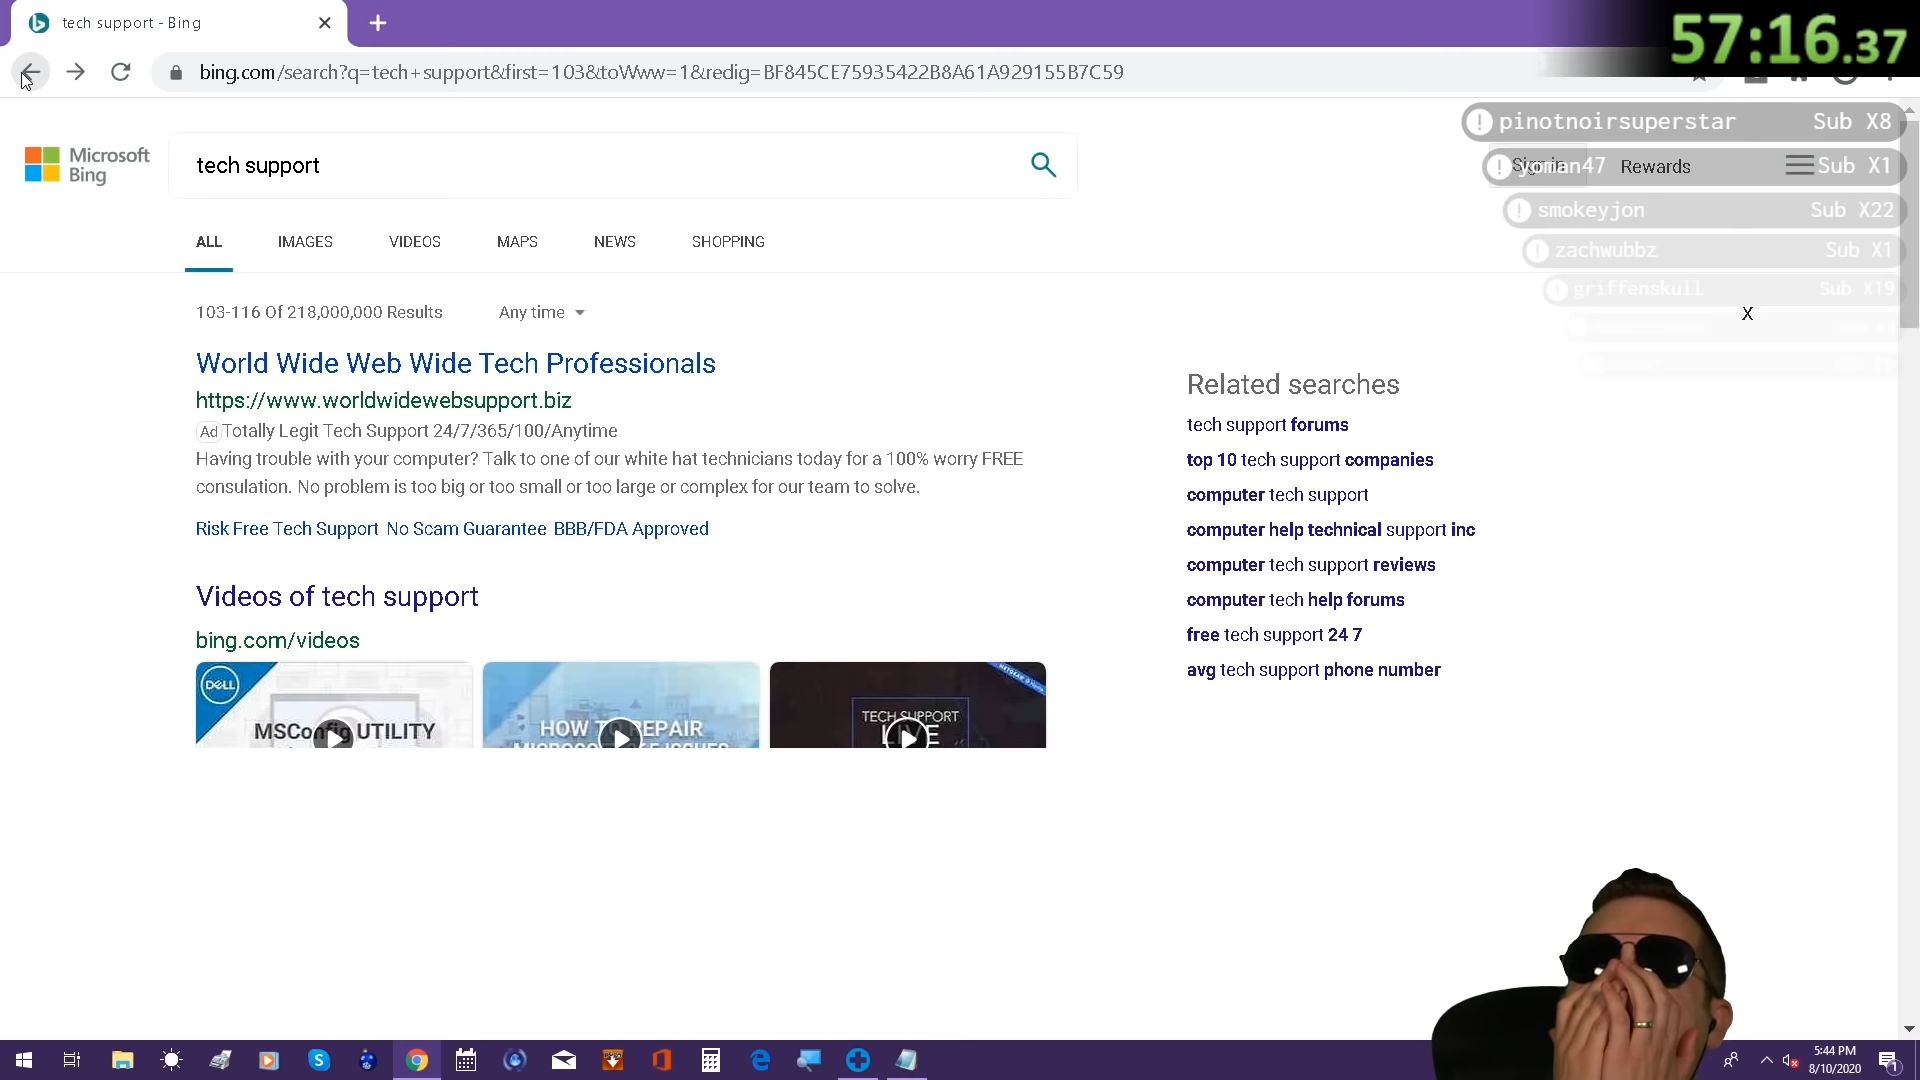 tech support - Bing
57:16.37
bing.com/search?q=tech+support&first=103&toWww=1&redig=BF845CE75935422B8A61A929155B7C59
pinotnoirsuperstar Sub X8
Microsoft
Bing
tech support
Sign in
yoman47 Sub X1
Rewards
smokeyjon Sub X22
ALL IMAGES VIDEOS MAPS NEWS SHOPPING
zachwubbz Sub X1
griffenskull Sub X19
103-116 Of 218,000,000 Results Any time
X
World Wide Web Wide Tech Professionals
https://www.worldwidewebsupport.biz
Ad Totally Legit Tech Support 24/7/365/100/Anytime
Having trouble with your computer? Talk to one of our white hat technicians today for a 100% worry FREE
consulation. No problem is too big or too small or too large or complex for our team to solve.
Risk Free Tech Support No Scam Guarantee BBB/FDA Approved
Videos of tech support
bing.com/videos
DELL
MSConfig UTILITY
HOW TO REPAIR
TECH SUPPORT
LIVE
NETGEAR
Related searches
tech support forums
top 10 tech support companies
computer tech support
computer help technical support inc
computer tech support reviews
computer tech help forums
free tech support 24 7
avg tech support phone number
5:44 PM
8/10/2020
1